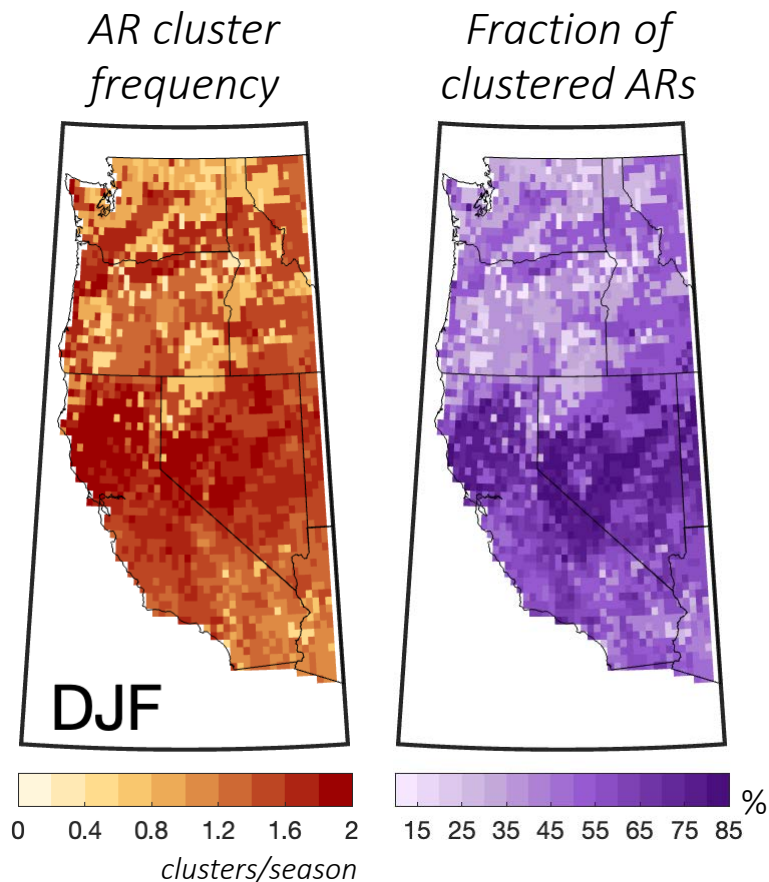 AR cluster
frequency
Fraction of
clustered ARs
DJF
0 0.4 0.8 1.2 1.6 2
clusters/season
15 25 35 45 55 65 75 85 %